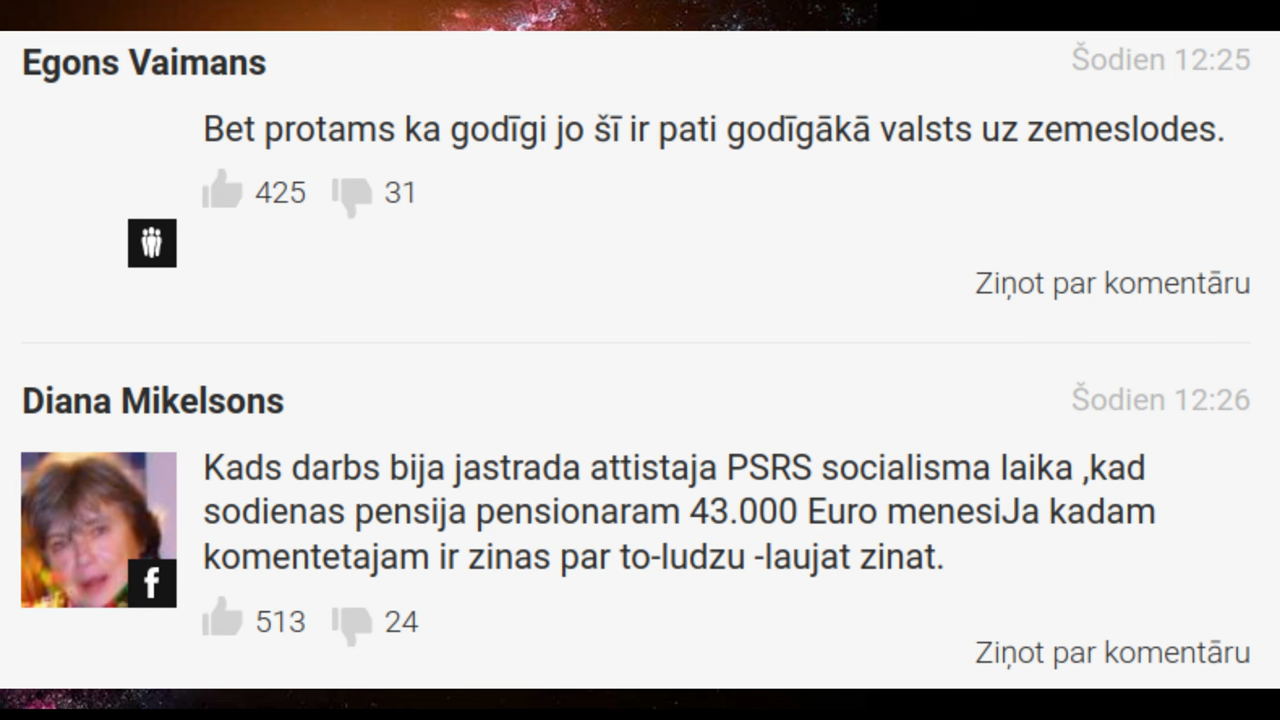 Egons Vaimans
Šodien 12:25
Bet protams ka godīgi jo šī ir pati godīgākā valsts uz zemeslodes.
425 31
Ziņot par komentāru
Diana Mikelsons
Šodien 12:26
Kads darbs bija jastrada attistaja PSRS socialisma laika ,kad
sodienas pensija pensionaram 43.000 Euro menesiJa kadam
komentetajam ir zinas par to-ludzu -laujat zinat.
513 24
Ziņot par komentāru